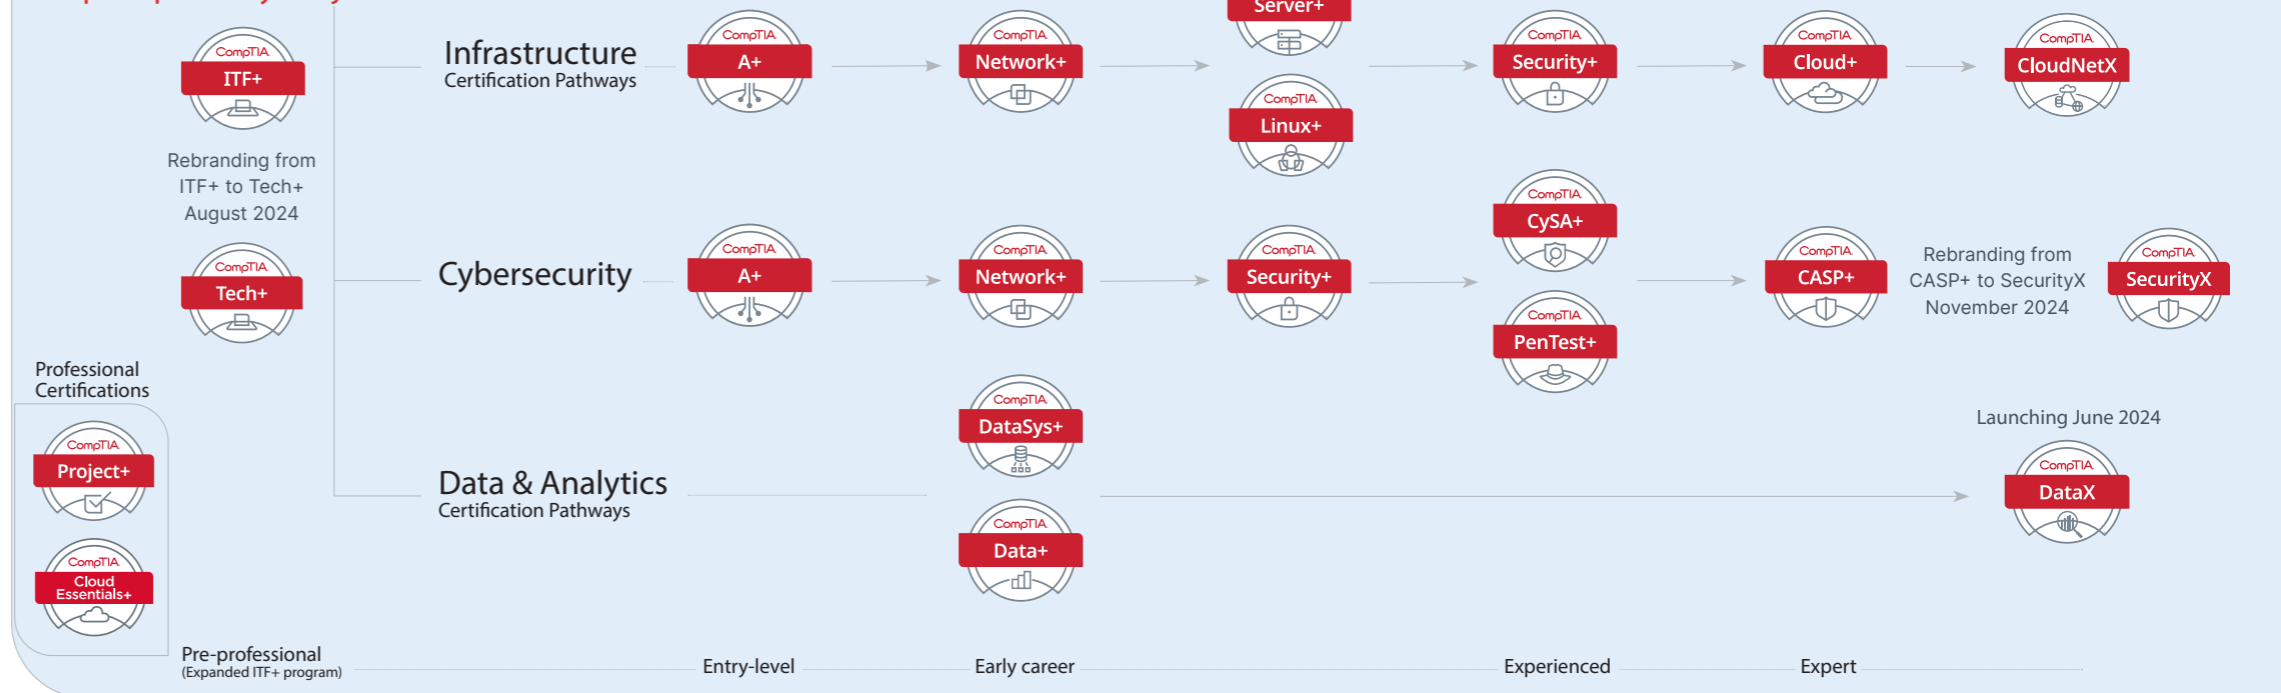 Server+
CompTIA
ITF+
Infrastructure
Certification Pathways
CompTIA
A+
CompTIA
Network+
CompTIA
Linux+
CompTIA
Security+
CompTIA
Cloud+
CompTIA
CloudNetX
Rebranding from
ITF+ to Tech+
August 2024
CompTIA
Tech+
Cybersecurity
CompTIA
A+
CompTIA
Network+
CompTIA
Security+
CompTIA
CySA+
CompTIA
PenTest+
CompTIA
CASP+
Rebranding from
CASP+ to SecurityX
November 2024
CompTIA
SecurityX
Professional
Certifications
CompTIA
Project+
CompTIA
Cloud
Essentials+
Data & Analytics
Certification Pathways
CompTIA
DataSys+
CompTIA
Data+
Launching June 2024
CompTIA
DataX
Pre-professional
(Expanded ITF+ program)
Entry-level
Early career
Experienced
Expert